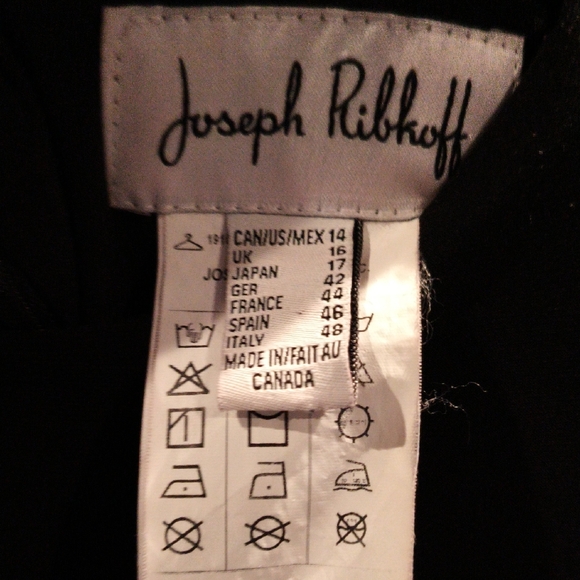 Joseph Ribkoff
CAN/US/MEX 14
UK 16
JAPAN 17
GER 42
FRANCE 44
SPAIN 46
ITALY 48
MADE IN/FAIT AU
CANADA